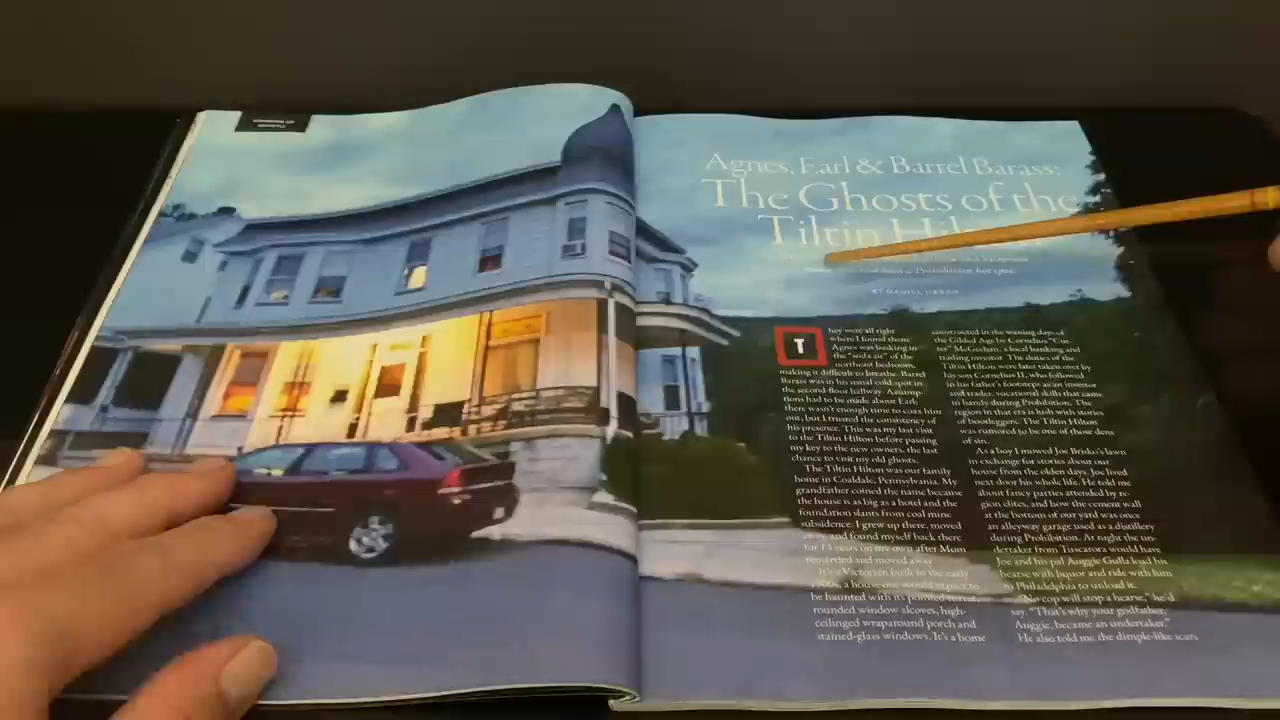 Agnes, Earl & Barrel Barass:
The Ghosts of the
Tiltin Hil
Prohibition hotspot.
BY DANIEL URBAN
They were all right
where I found them.
Agnes was basking in
the "soda air" of the
northeast bedroom,
making it difficult to breathe. Barrel
Barass was in his usual cold spot in
the second-floor hallway. Assump-
tions had to be made about Earl;
there wasn't enough time to coax him
out, but I trusted the consistency of
his presence. This was my last visit
to the Tiltin Hilton before passing
my key to the new owners, the last
chance to visit my old ghosts.
The Tiltin Hilton was our family
home in Coaldale, Pennsylvania. My
grandfather coined the name because
the house is as big as a hotel and the
foundation slants from coal mine
subsidence. I grew up there, moved
away and found myself back there
for 13 years on my own after Mom
remarried and moved away.
It's a Victorian built in the early
1900s, a house one would expect to
be haunted with its pointed turret,
rounded window alcoves, high-
ceilinged wraparound porch and
stained-glass windows. It's a home
constructed in the waning days of
the Gilded Age by Cornelius "Cut-
ter" McGeehan, a local banking and
trading investor. The duties of the
Tiltin Hilton were later taken over by
his son Cornelius II, who followed
in his father's footsteps as an investor
and trader, vocational skills that came
in handy during Prohibition. The
region in that era is lush with stories
of bootleggers. The Tiltin Hilton
was rumored to be one of those dens
of sin.
As a boy I mowed Joe Brisko's lawn
in exchange for stories about our
house from the olden days. Joe lived
next door his whole life. He told me
about fancy parties attended by re-
gion elites, and how the cement wall
at the bottom of our yard was once
an alleyway garage used as a distillery
during Prohibition. At night the un-
dertaker from Tuscarora would have
Joe and his pal Auggie Gulla load his
hearse with liquor and ride with him
to Philadelphia to unload it.
"No cop will stop a hearse," he'd
say. "That's why your godfather,
Auggie, became an undertaker."
He also told me the dimple-like scars